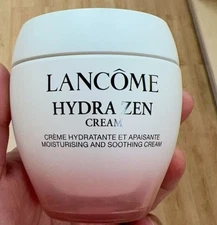 LANCÔME
HYDRA ZEN
CREAM
CRÈME HYDRATANTE ET APAISANTE
MOISTURISING AND SOOTHING CREAM